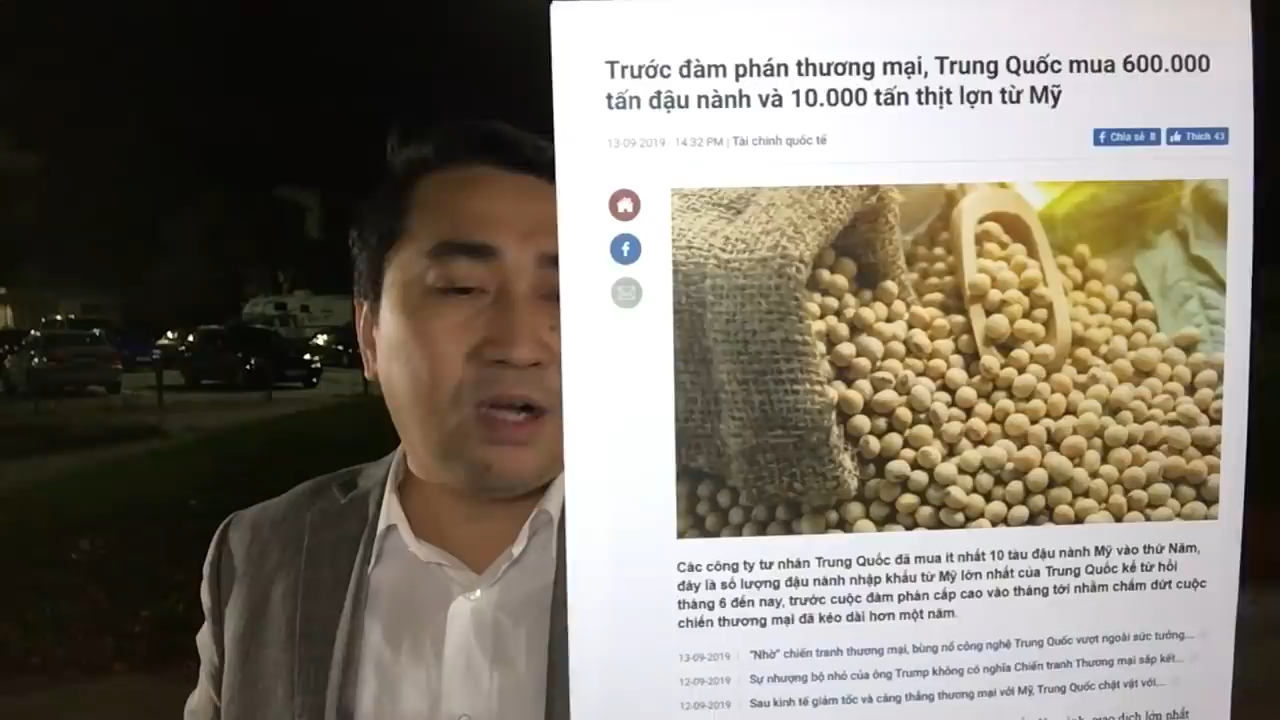 Trước đàm phán thương mại, Trung Quốc mua 600.000
tấn đậu nành và 10.000 tấn thịt lợn từ Mỹ
13-09-2019 14:32 PM | Tài chính quốc tế
Chia sẻ 8 Thích 43
Các công ty tư nhân Trung Quốc đã mua ít nhất 10 tàu đậu nành Mỹ vào thứ Năm,
đây là số lượng đậu nành nhập khẩu từ Mỹ lớn nhất của Trung Quốc kể từ hồi
tháng 6 đến nay, trước cuộc đàm phán cấp cao vào tháng tới nhằm chấm dứt cuộc
chiến thương mại đã kéo dài hơn một năm.
13-09-2019 "Nhờ" chiến tranh thương mại, bùng nổ công nghệ Trung Quốc vượt ngoài sức tưởng...
12-09-2019 Sự nhượng bộ nhỏ của ông Trump không có nghĩa Chiến tranh Thương mại sắp kết...
12-09-2019 Sau kinh tế giảm tốc và căng thẳng thương mại với Mỹ, Trung Quốc chật vật với...
giao dịch lớn nhất